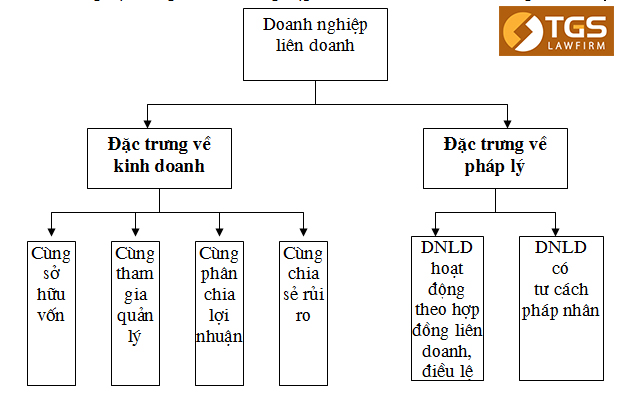 Doanh nghiệp
liên doanh
TGS
LAWFIRM
Đặc trưng về
kinh doanh
Đặc trưng về
pháp lý
Cùng
sở
hữu
vốn
Cùng
tham
gia
quản
lý
Cùng
phân
chia
lợi
nhuận
Cùng
chia
sẻ rủi
ro
DNLD
hoạt
động
theo hợp
đồng liên
doanh,
điều lệ
DNLD
có
tư cách
pháp nhân